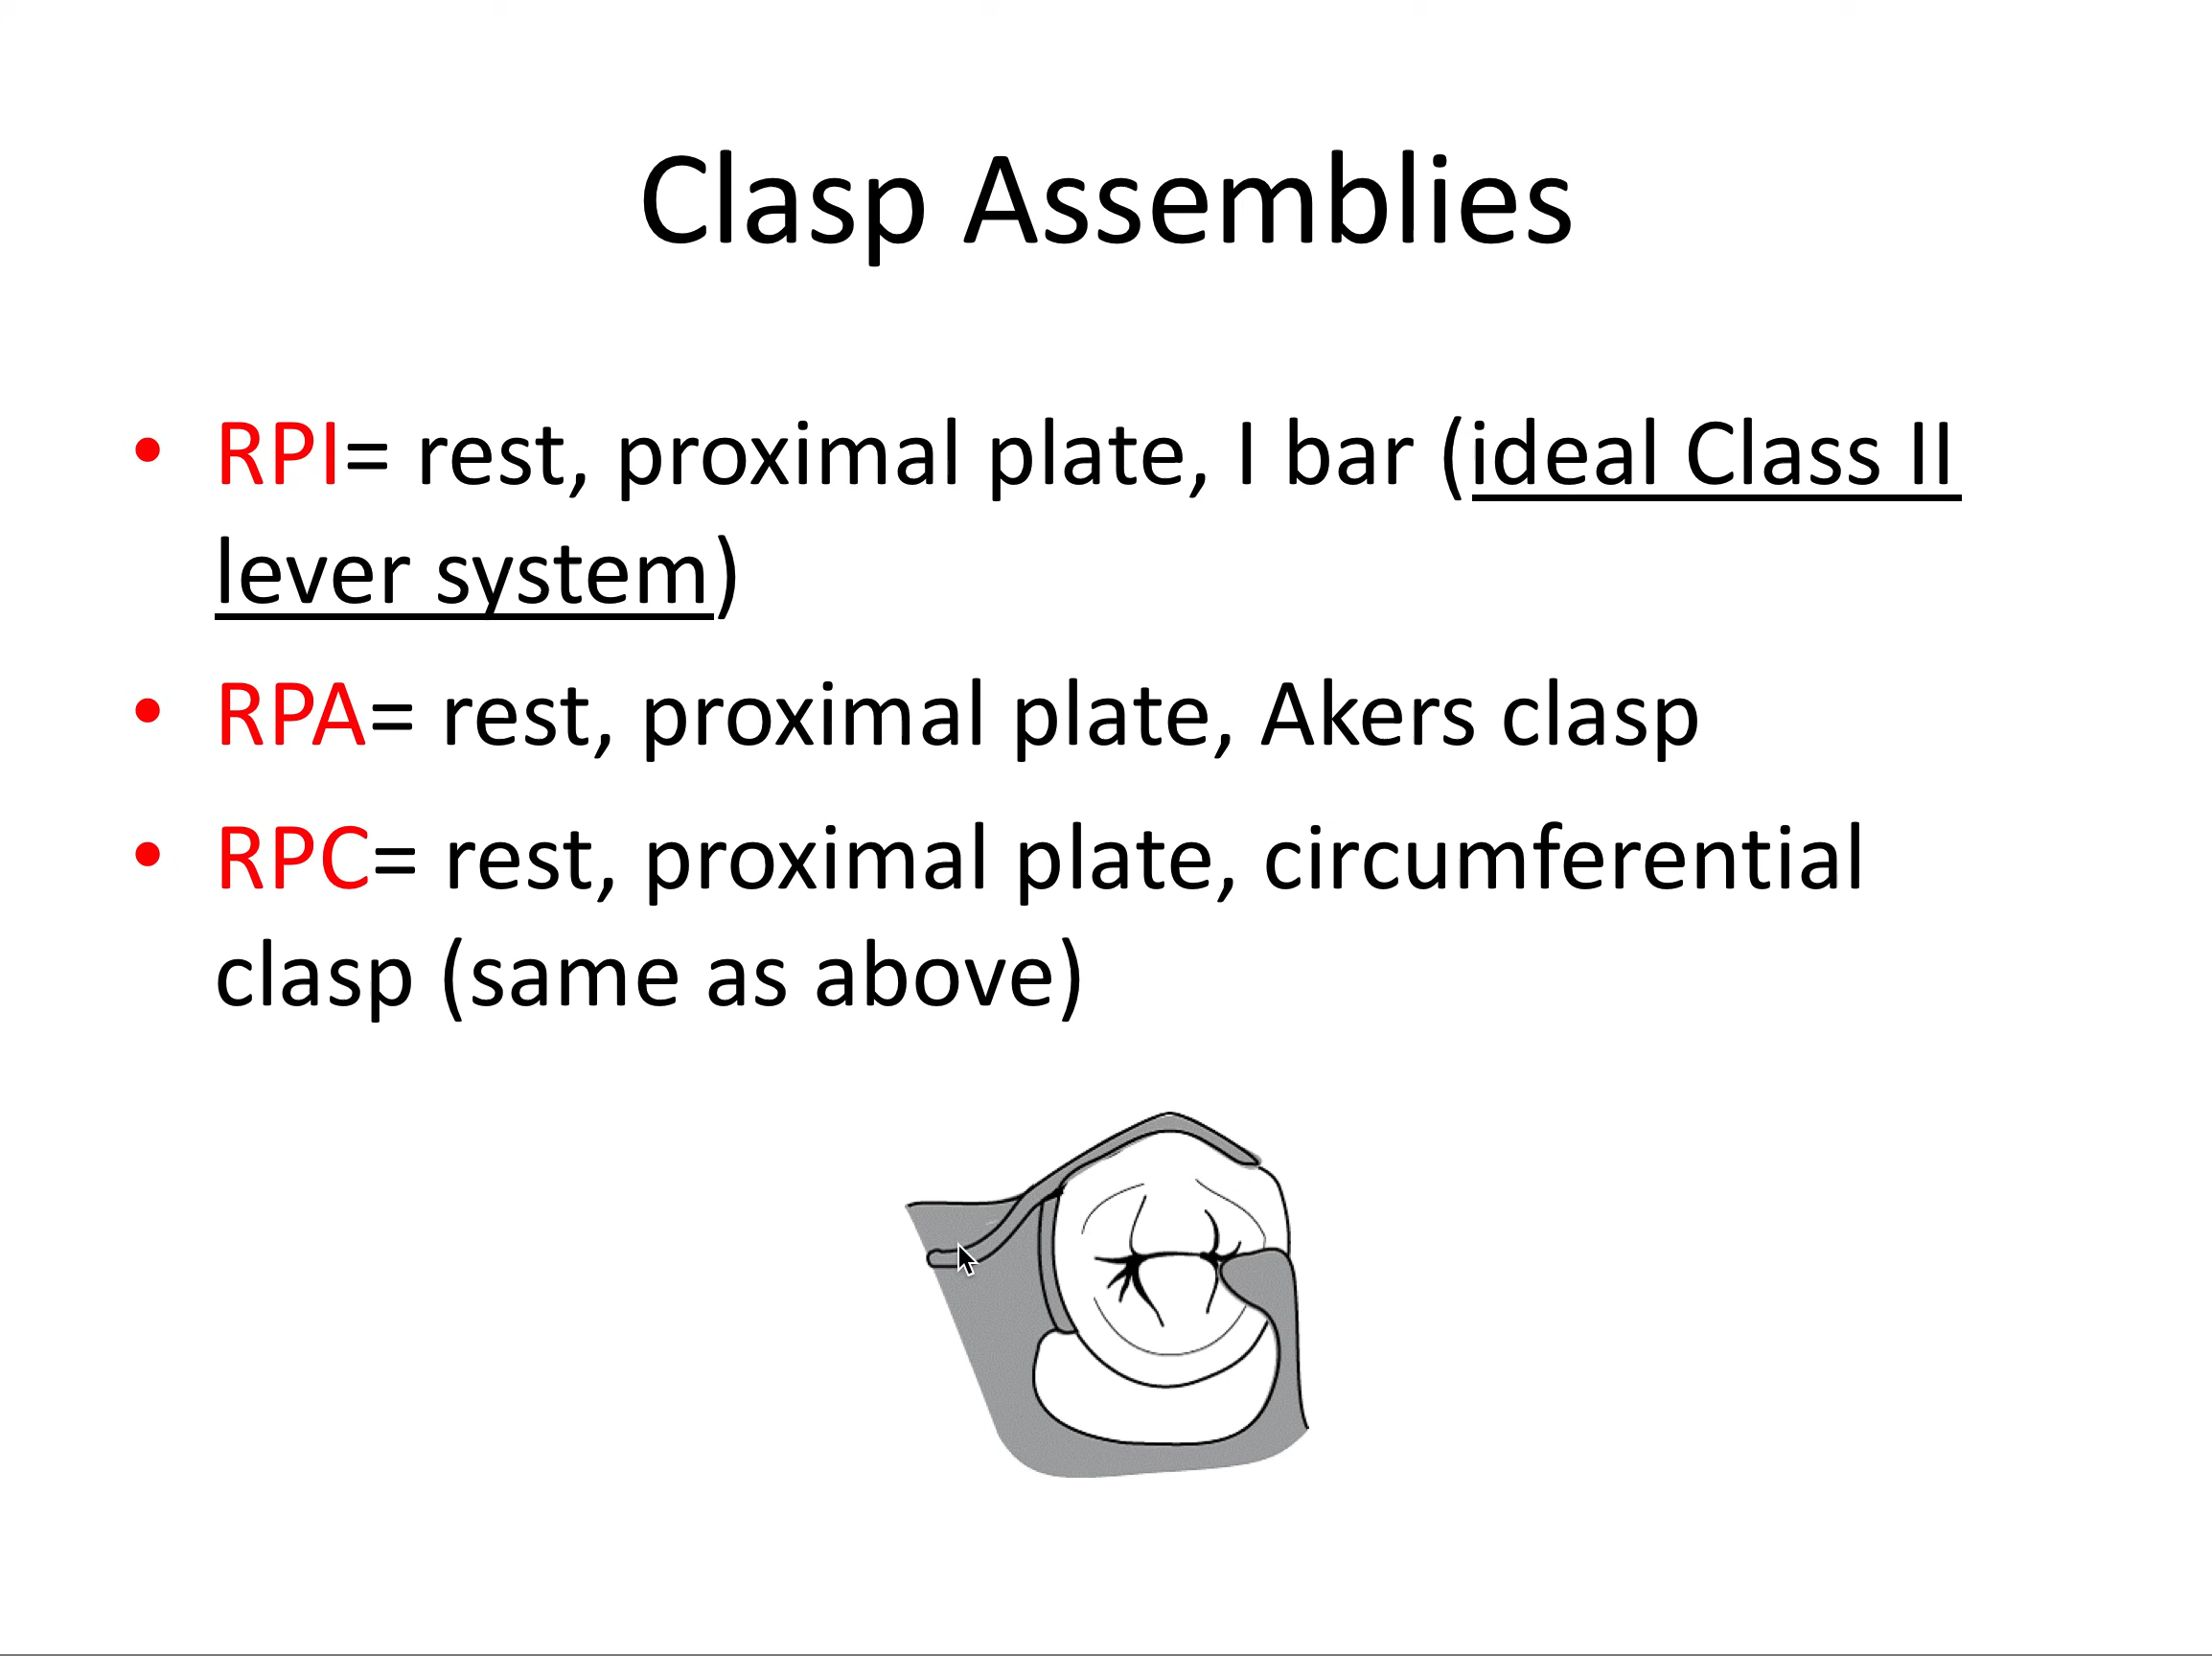 Clasp Assemblies
• RPI= rest, proximal plate, I bar (ideal Class II
lever system)
• RPA= rest, proximal plate, Akers clasp
• RPC= rest, proximal plate, circumferential
clasp (same as above)